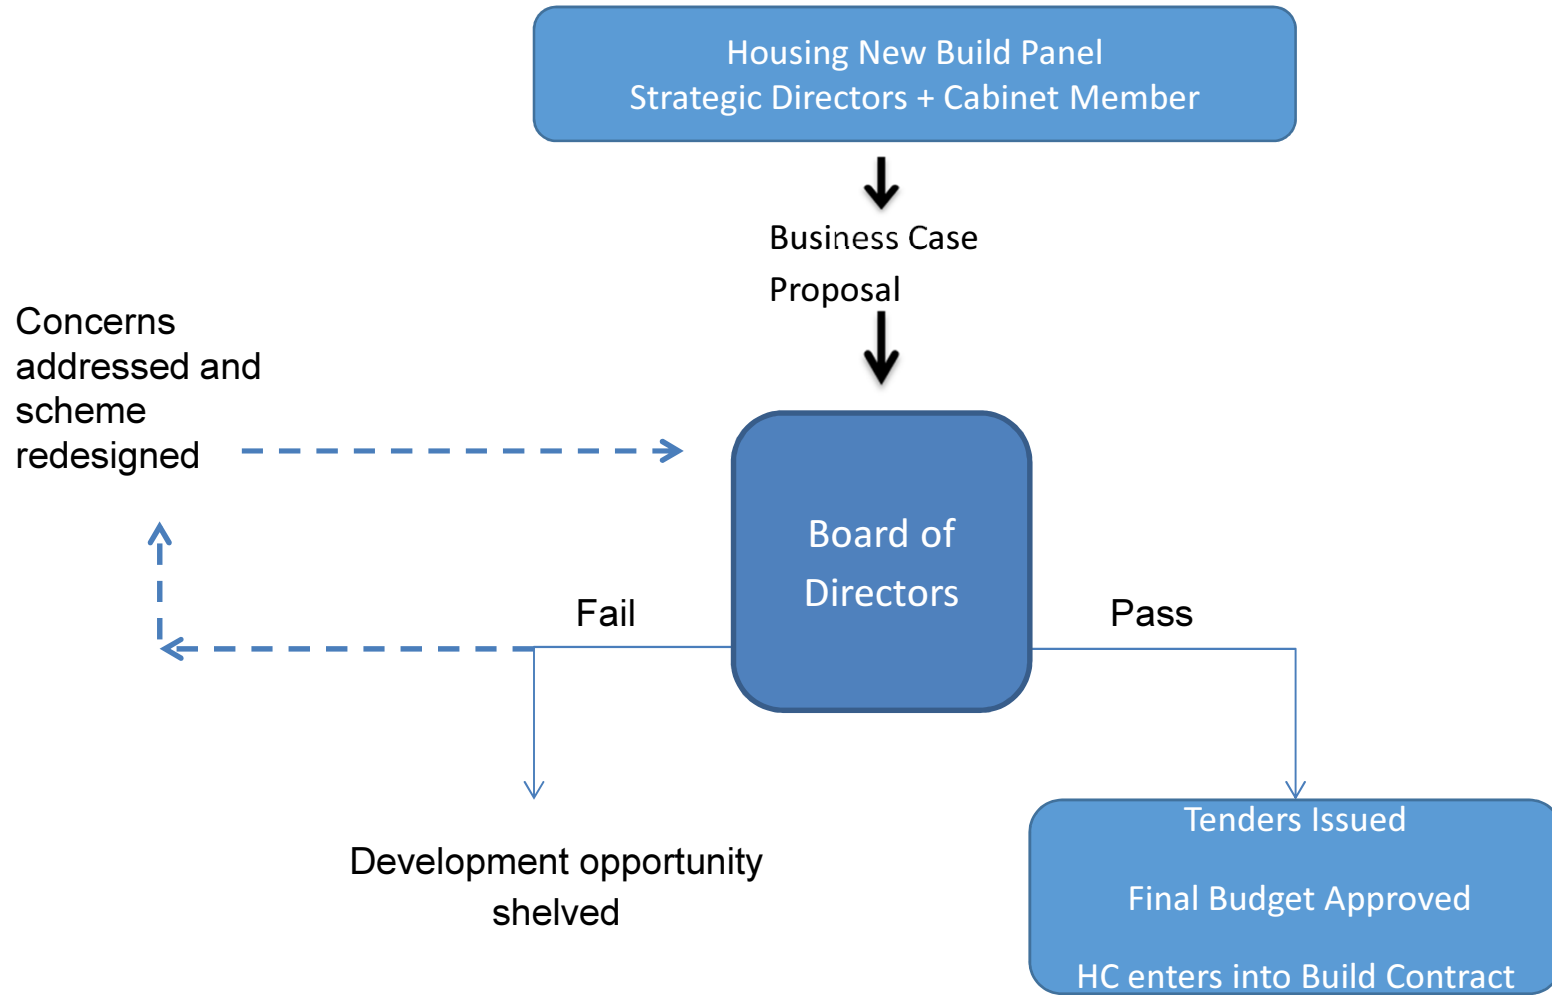 Housing New Build Panel
Strategic Directors + Cabinet Member
Business Case
Proposal
Concerns
addressed and
scheme
redesigned
Board of
Directors
Fail
Pass
Development opportunity
shelved
Tenders Issued
Final Budget Approved
HC enters into Build Contract